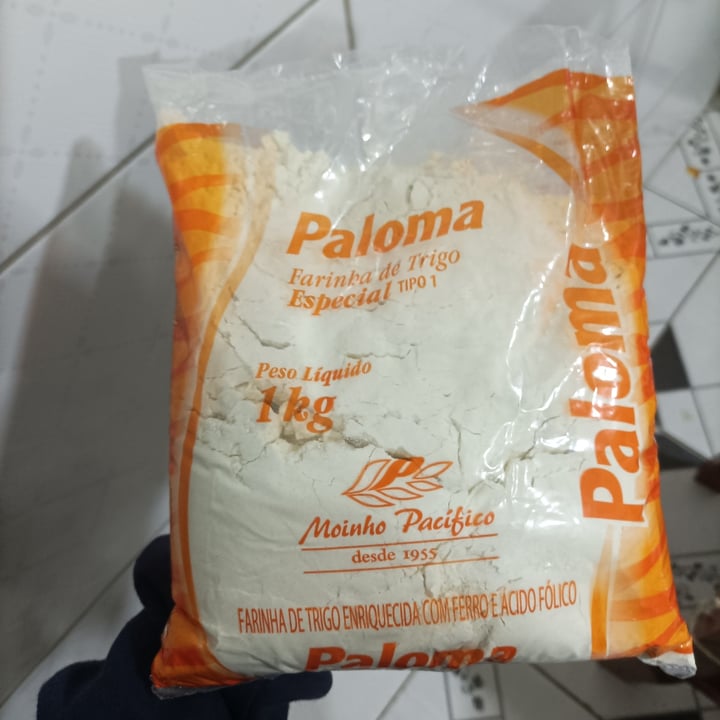 Paloma
Farinha de Trigo
Especial TIPO 1
Peso Líquido
1 kg
Moinho Pacífico
desde 1955
FARINHA DE TRIGO ENRIQUECIDA COM FERRO E ÁCIDO FÓLICO
Paloma
Paloma